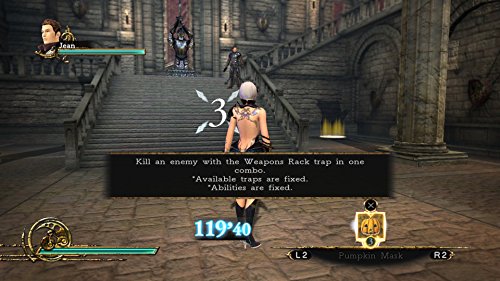 Jean
3
Kill an enemy with the Weapons Rack trap in one
combo.
*Available traps are fixed.
*Abilities are fixed.
119'40
3
L2 Pumpkin Mask R2